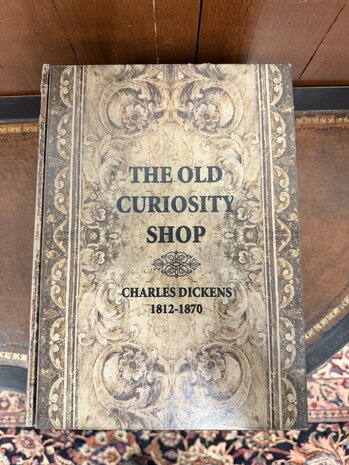 THE OLD
CURIOSITY
SHOP
CHARLES DICKENS
1812-1870